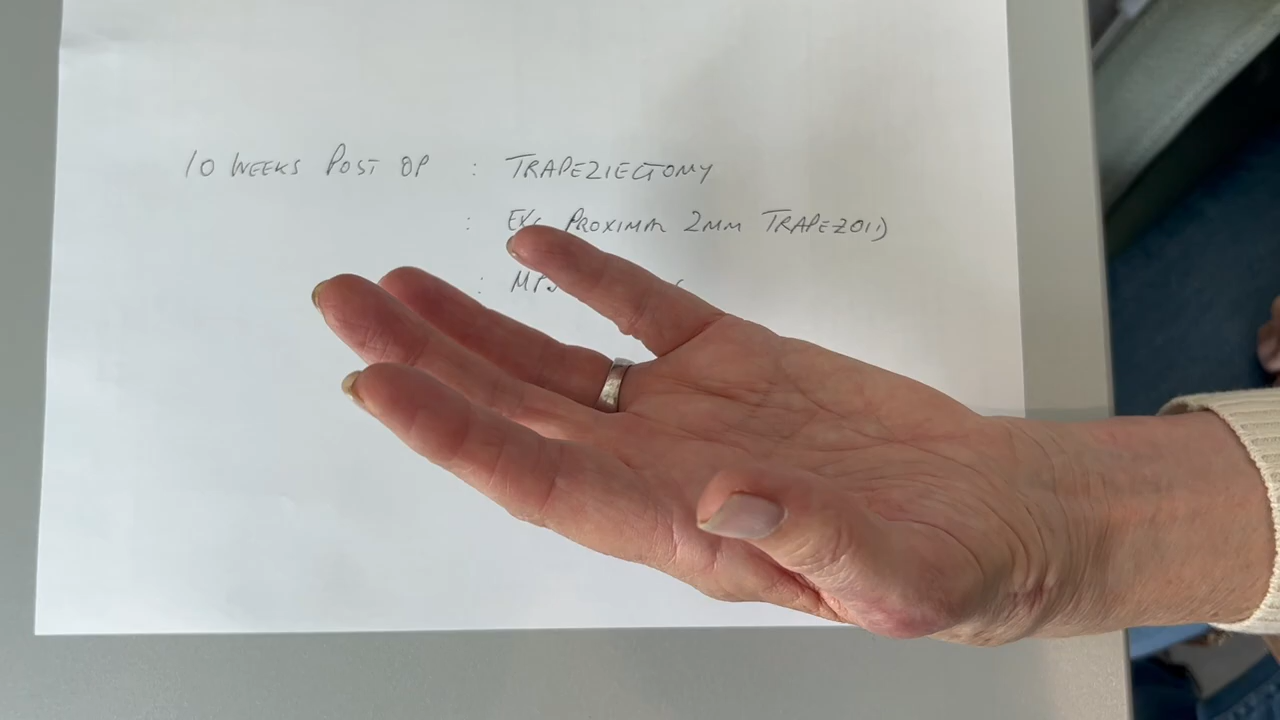 10 WEEKS POST OP : TRAPEZIECTOMY
: PROXIMAL 2MM TRAPEZOID
: